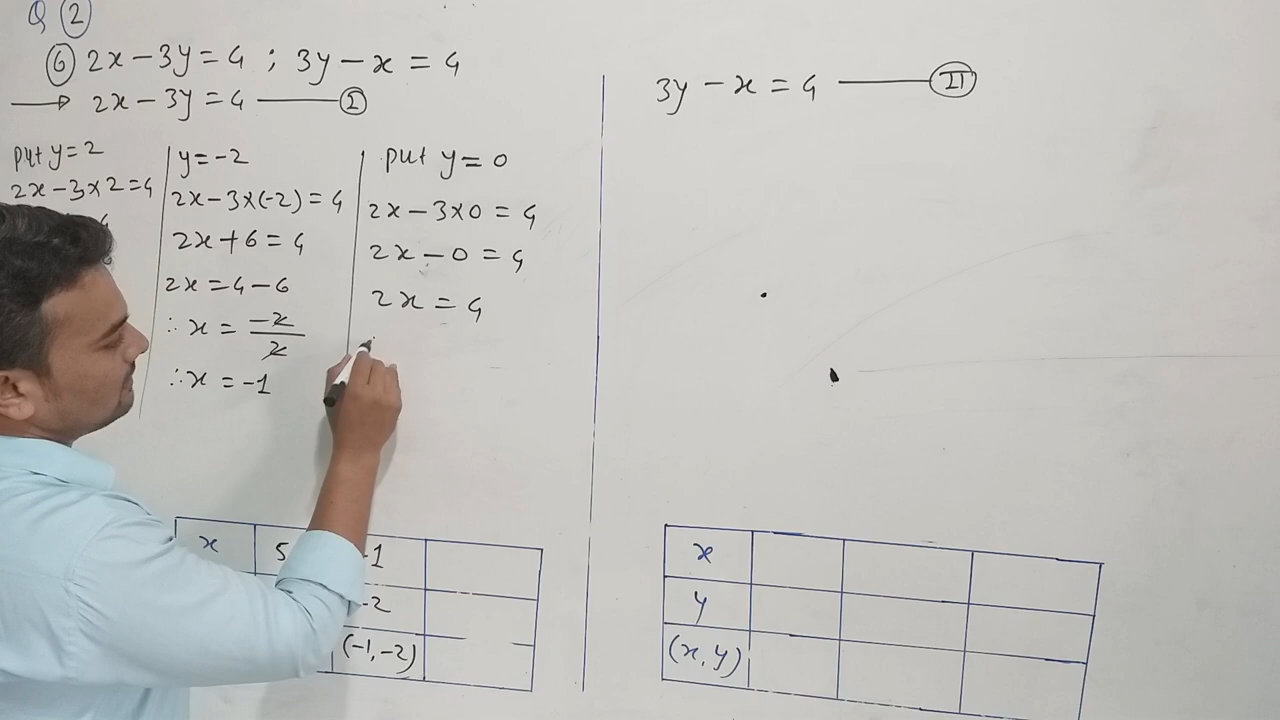 Q 2
6 2x - 3y = 4 ; 3y - x = 4
→ 2x - 3y = 4 —— I
put y = 2
2x - 3×2 = 4
y = -2
2x - 3×(-2) = 4
2x + 6 = 4
2x = 4 - 6
∴ x = -2/2
∴ x = -1
put y = 0
2x - 3×0 = 4
2x - 0 = 4
2x = 4
x 5 -1
-2
(-1, -2)
3y - x = 4 —— II
x
y
(x, y)